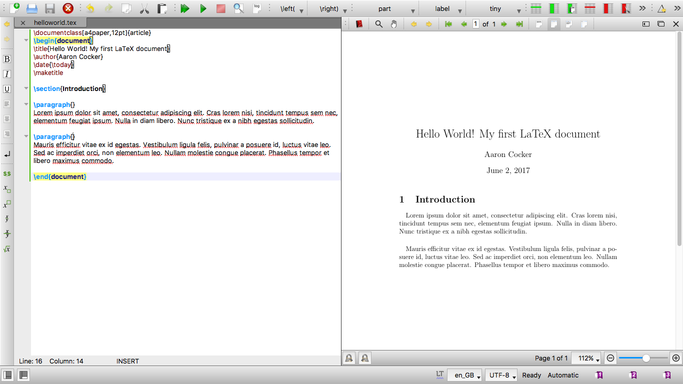 \left( \right) part label tiny
helloworld.tex
1 of 1
\documentclass[a4paper,12pt]{article}
\begin{document}
\title{Hello World! My first LaTeX document}
\author{Aaron Cocker}
\date{\today}
\maketitle
\section{Introduction}
\paragraph{}
Lorem ipsum dolor sit amet, consectetur adipiscing elit. Cras lorem nisi, tincidunt tempus sem nec,
elementum feugiat ipsum. Nulla in diam libero. Nunc tristique ex a nibh egestas sollicitudin.
\paragraph{}
Mauris efficitur vitae ex id egestas. Vestibulum ligula felis, pulvinar a posuere id, luctus vitae leo.
Sed ac imperdiet orci, non elementum leo. Nullam molestie congue placerat. Phasellus tempor et
libero maximus commodo.
\end{document}
Hello World! My first LaTeX document
Aaron Cocker
June 2, 2017
1 Introduction
Lorem ipsum dolor sit amet, consectetur adipiscing elit. Cras lorem nisi,
tincidunt tempus sem nec, elementum feugiat ipsum. Nulla in diam libero.
Nunc tristique ex a nibh egestas sollicitudin.
Mauris efficitur vitae ex id egestas. Vestibulum ligula felis, pulvinar a po-
suere id, luctus vitae leo. Sed ac imperdiet orci, non elementum leo. Nullam
molestie congue placerat. Phasellus tempor et libero maximus commodo.
Line: 16 Column: 14 INSERT
Page 1 of 1 112%
LT en_GB UTF-8 Ready Automatic